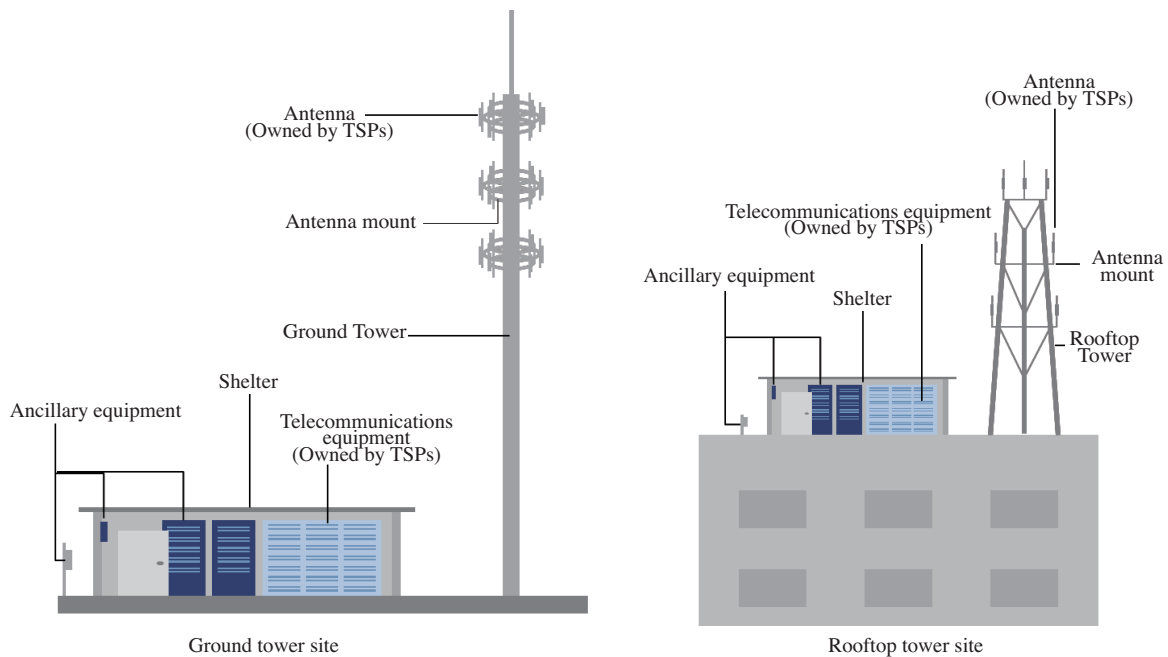 Antenna
(Owned by TSPs)
Antenna mount
Ground Tower
Shelter
Ancillary equipment
Telecommunications
equipment
(Owned by TSPs)
Ground tower site
Antenna
(Owned by TSPs)
Telecommunications equipment
(Owned by TSPs)
Antenna
mount
Ancillary equipment
Shelter
Rooftop
Tower
Rooftop tower site